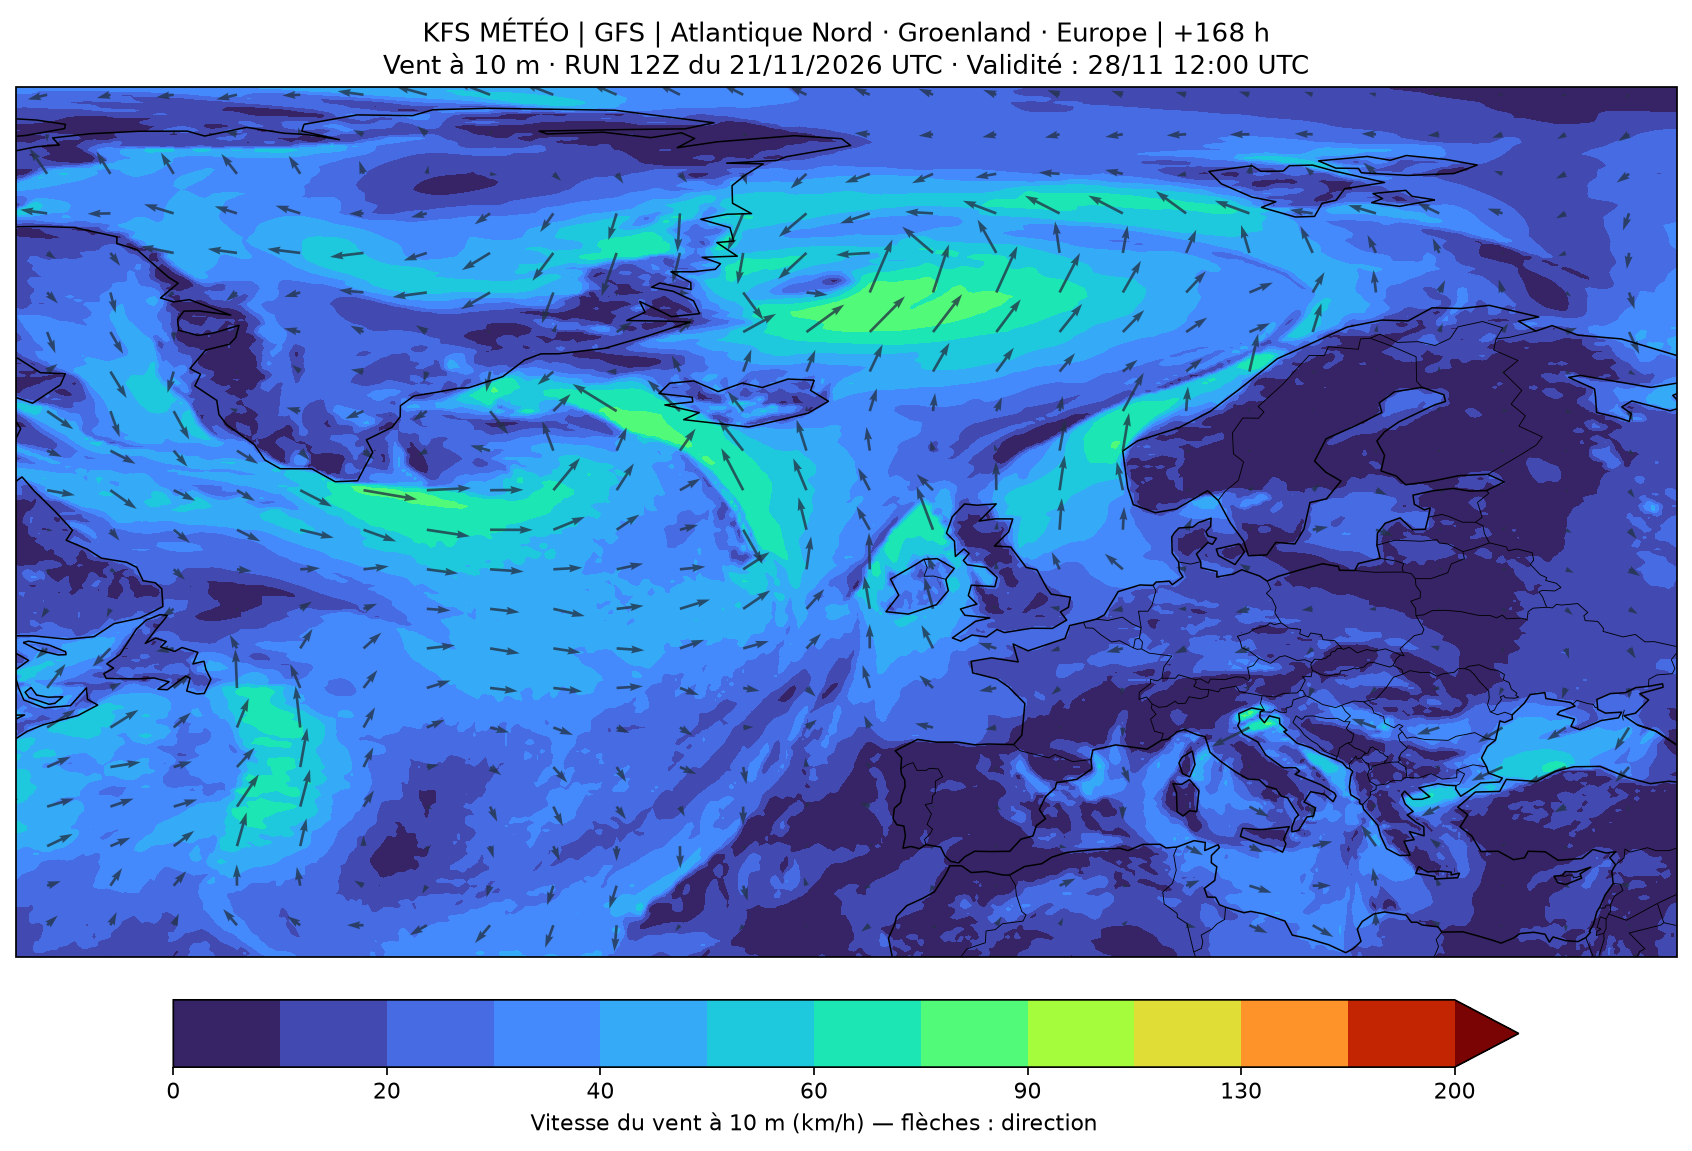 KFS MÉTÉO | GFS | Atlantique Nord · Groenland · Europe | +168 h
Vent à 10 m · RUN 12Z du 21/11/2026 UTC · Validité : 28/11 12:00 UTC
0 20 40 60 90 130 200
Vitesse du vent à 10 m (km/h) — flèches : direction